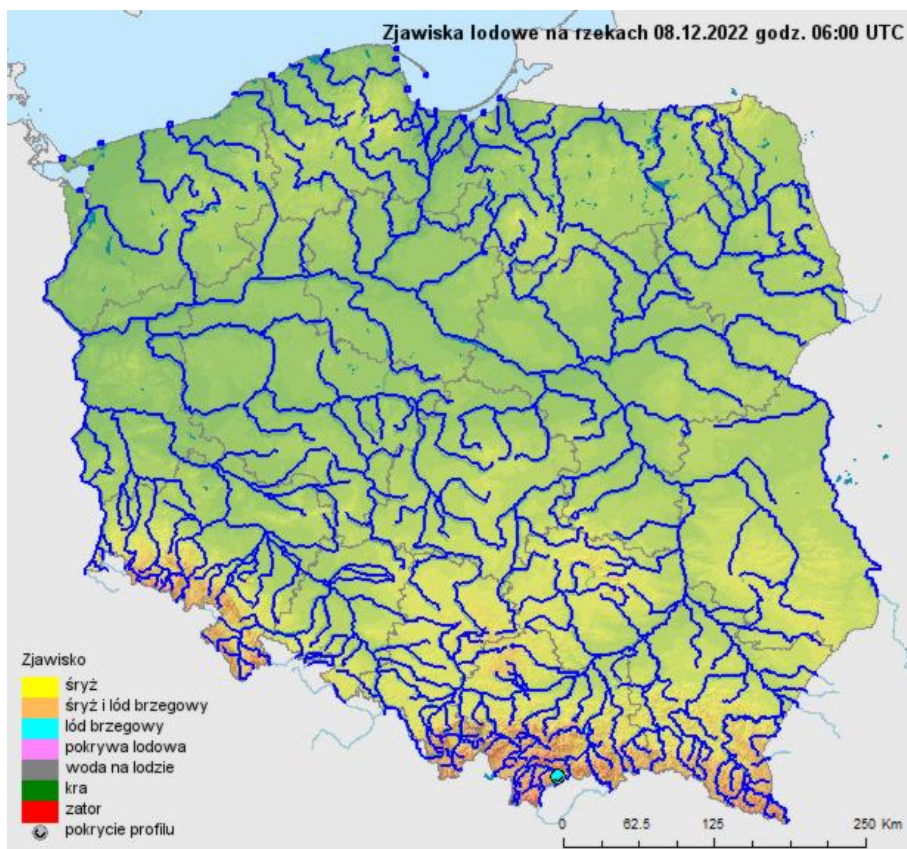 Zjawiska lodowe na rzekach 08.12.2022 godz. 06:00 UTC
Zjawisko
śryż
śryż i lód brzegowy
lód brzegowy
pokrywa lodowa
woda na lodzie
kra
zator
pokrycie profilu
0 62.5 125 250 Km